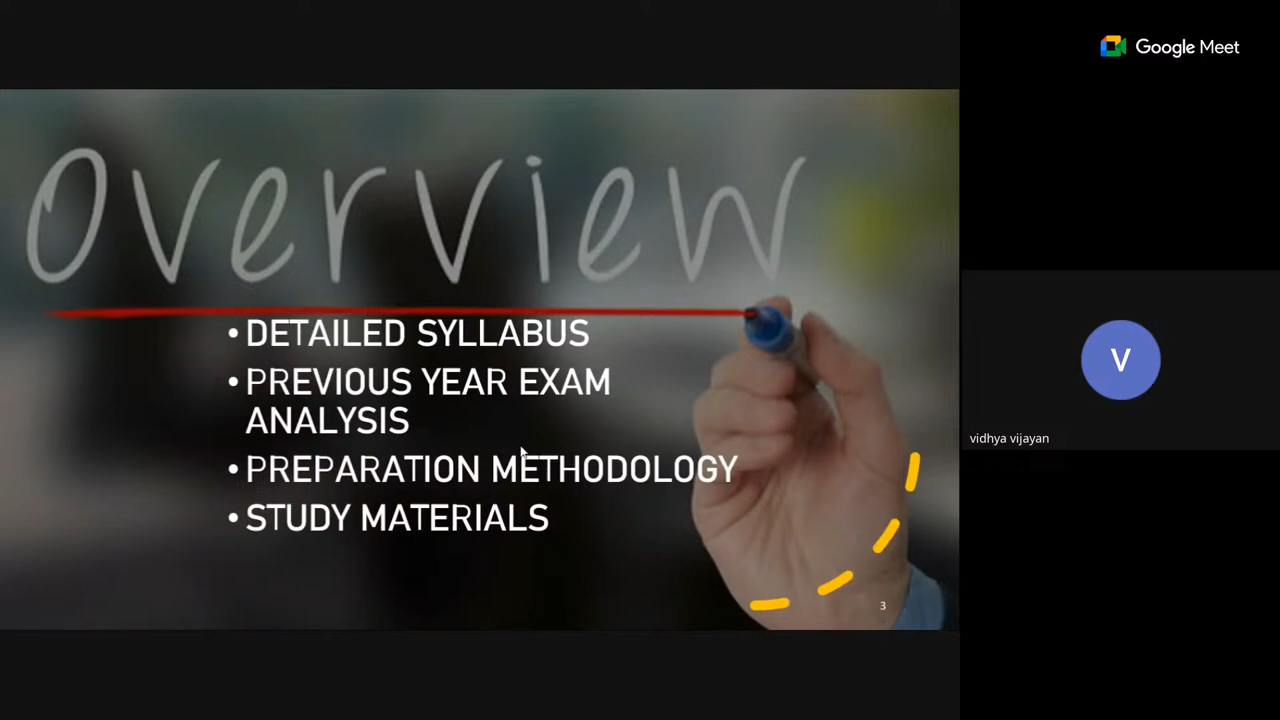 Google Meet
Overview
• DETAILED SYLLABUS
• PREVIOUS YEAR EXAM
ANALYSIS
• PREPARATION METHODOLOGY
• STUDY MATERIALS
3
V
vidhya vijayan